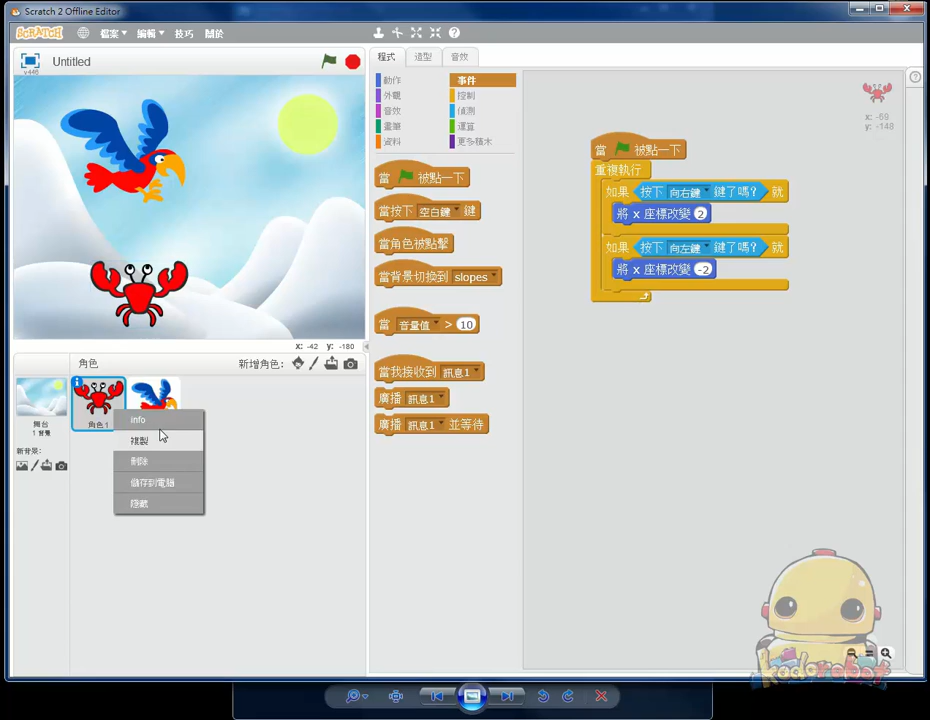 Scratch 2 Offline Editor
SCRATCH 檔案 編輯 技巧 關於
v446 Untitled
程式 造型 音效
動作 事件
外觀 控制
音效 偵測
畫筆 運算
資料 更多積木
當 被點一下
當按下 空白鍵 鍵
當角色被點擊
當背景切換到 slopes
當 音量值 > 10
當我接收到 訊息1
廣播 訊息1
廣播 訊息1 並等待
x: -69
y: -148
當 被點一下
重複執行
如果 按下 向右鍵 鍵了嗎? 就
將 x 座標改變 2
如果 按下 向左鍵 鍵了嗎? 就
將 x 座標改變 -2
x: -42 y: -180
角色 新增角色:
舞台
1 背景
新背景:
角色1
info
複製
刪除
儲存到電腦
隱藏
kodorobot